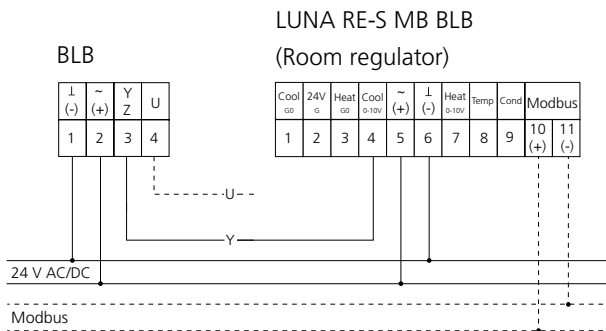 LUNA RE-S MB BLB
BLB
(Room regulator)
⊥ ~ Y U
(-) (+) Z
1 2 3 4
Cool 24V Heat Cool ~ ⊥ Heat Temp Cond Modbus
G0 G G0 0-10V (+) (-) 0-10V
1 2 3 4 5 6 7 8 9 10 11
(+) (-)
U
Y
24 V AC/DC
Modbus